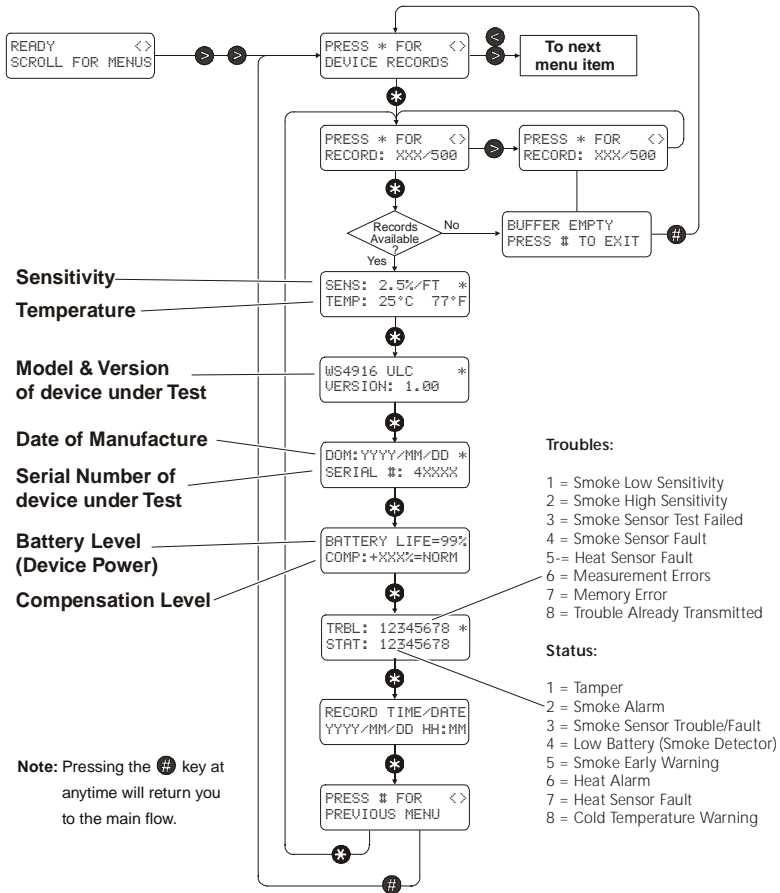 READY <>
SCROLL FOR MENUS
>
>
PRESS * FOR <>
DEVICE RECORDS
<
>
To next
menu item
*
PRESS * FOR <>
RECORD: XXX/500
>
PRESS * FOR <>
RECORD: XXX/500
*
Records
Available
?
No
Yes
BUFFER EMPTY
PRESS # TO EXIT
#
Sensitivity
Temperature
SENS: 2.5%/FT *
TEMP: 25°C 77°F
*
Model & Version
of device under Test
WS4916 ULC *
VERSION: 1.00
*
Date of Manufacture
Serial Number of
device under Test
DOM:YYYY/MM/DD *
SERIAL #: 4XXXX
*
Battery Level
(Device Power)
Compensation Level
BATTERY LIFE=99%
COMP:+XXX%=NORM
*
TRBL: 12345678 *
STAT: 12345678
*
RECORD TIME/DATE
YYYY/MM/DD HH:MM
*
PRESS # FOR <>
PREVIOUS MENU
*
#
Note: Pressing the # key at
anytime will return you
to the main flow.
Troubles:
1 = Smoke Low Sensitivity
2 = Smoke High Sensitivity
3 = Smoke Sensor Test Failed
4 = Smoke Sensor Fault
5-= Heat Sensor Fault
6 = Measurement Errors
7 = Memory Error
8 = Trouble Already Transmitted
Status:
1 = Tamper
2 = Smoke Alarm
3 = Smoke Sensor Trouble/Fault
4 = Low Battery (Smoke Detector)
5 = Smoke Early Warning
6 = Heat Alarm
7 = Heat Sensor Fault
8 = Cold Temperature Warning